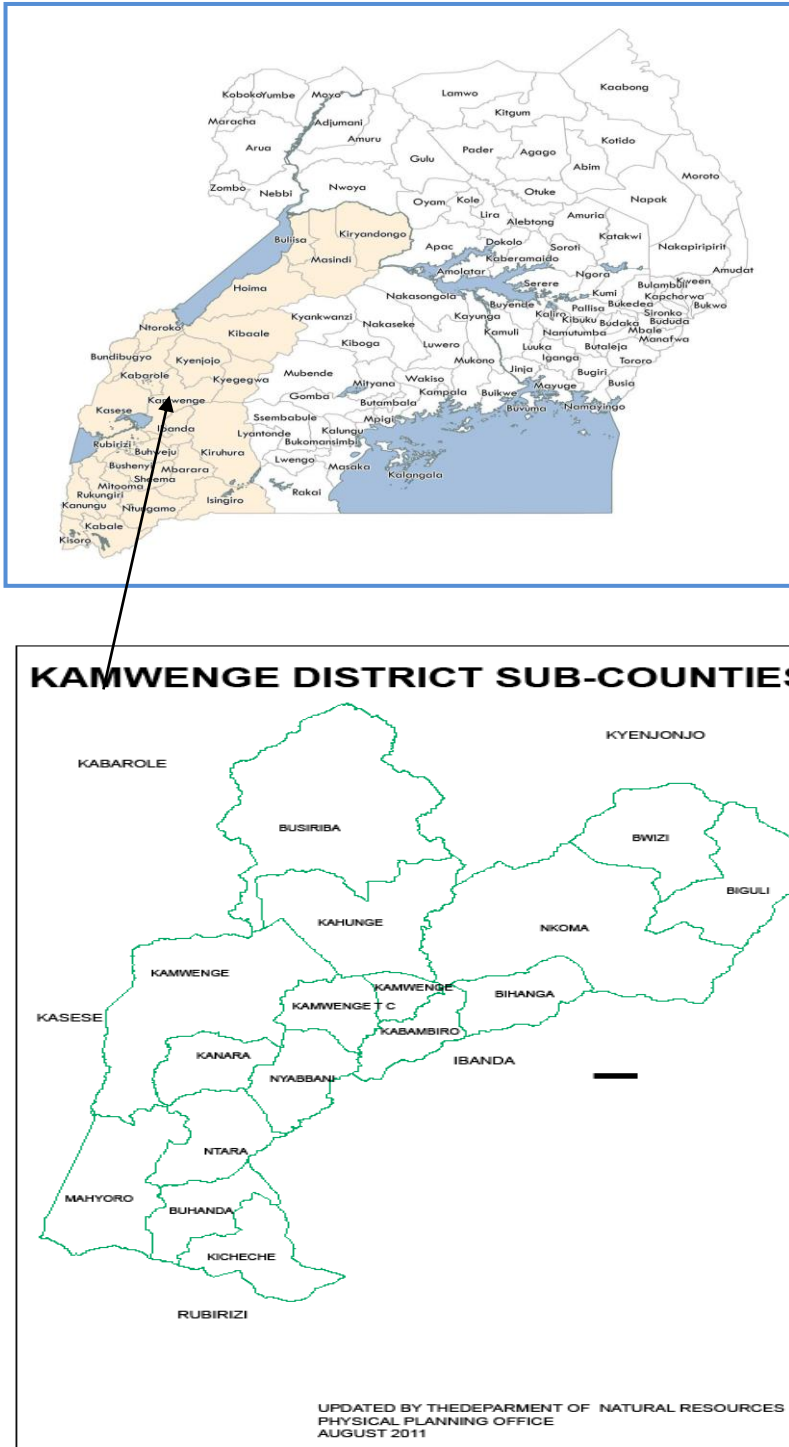 Kaabong
Koboko Yumbe Moyo Lamwo
Kitgum
Maracha Adjumani
Amuru Kotido
Arua Pader Agago
Gulu Abim Moroto
Zombo Nebbi Nwoya Otuke Napak
Oyam Kole
Lira Alebtong Amuria
Buliisa Kiryandongo Katakwi
Apac Dokolo Soroti Nakapiripirit
Masindi Kaberamaido
Amolatar Ngora Amudat
Hoima Serere Kween
Nakasongola Kumi Bulambuli
Buyende Bukedea Kapchorwa
Ntoroko Kyankwanzi Kayunga Kaliro Pallisa Sironko Bukwo
Kibaale Nakaseke Kibuku Budaka Bududa
Kamuli Namutumba Mbale
Bundibugyo Kyenjojo Kiboga Luwero Luuka Butaleja Manafwa
Kabarole Mubende Mukono Iganga Tororo
Kyegegwa Mityana Wakiso Jinja Bugiri
Kamwenge Gomba Kampala Mayuge Busia
Kasese Butambala Buikwe
Ibanda Ssembabule Mpigi Buvuma Namayingo
Rubirizi Buhweju Kiruhura Lyantonde Kalungu
Bushenyi Mbarara Bukomansimbi
Mitooma Sheema Lwengo Masaka
Rukungiri Isingiro Rakai Kalangala
Kanungu Ntungamo
Kabale
Kisoro
KAMWENGE DISTRICT SUB-COUNTIES
KYENJONJO
KABAROLE
BUSIRIBA
BWIZI
BIGULI
KAHUNGE
NKOMA
KAMWENGE
KAMWENGE
BIHANGA
KAMWENGE T C
KASESE
KABAMBIRO
KANARA
IBANDA
NYABBANI
NTARA
MAHYORO
BUHANDA
KICHECHE
RUBIRIZI
UPDATED BY THEDEPARMENT OF NATURAL RESOURCES
PHYSICAL PLANNING OFFICE
AUGUST 2011